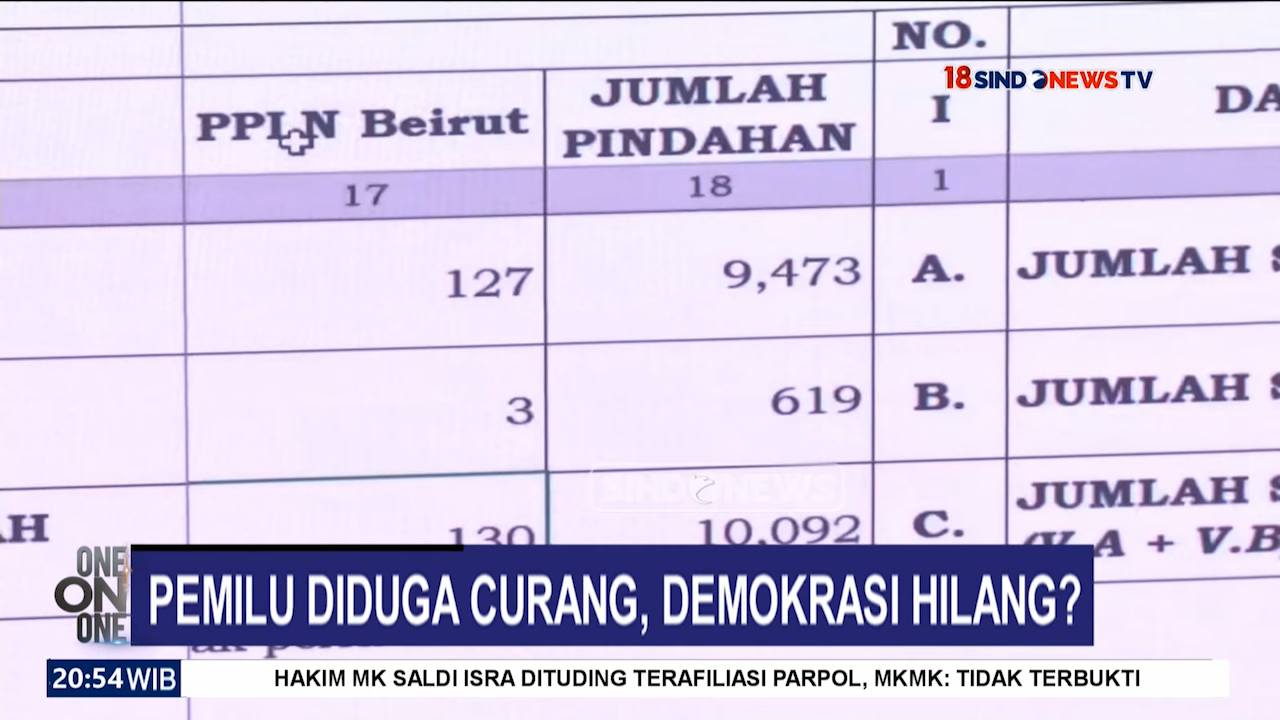 NO.
18SINDONEWSTV
PPLN Beirut
JUMLAH
PINDAHAN
I
17
18
1
127
9,473
A.
JUMLAH
3
619
B.
JUMLAH
SINDONEWS
130
10,092
C.
JUMLAH
A + V.B
ONE
ON
ONE
PEMILU DIDUGA CURANG, DEMOKRASI HILANG?
20:54 WIB
HAKIM MK SALDI ISRA DITUDING TERAFILIASI PARPOL, MKMK: TIDAK TERBUKTI